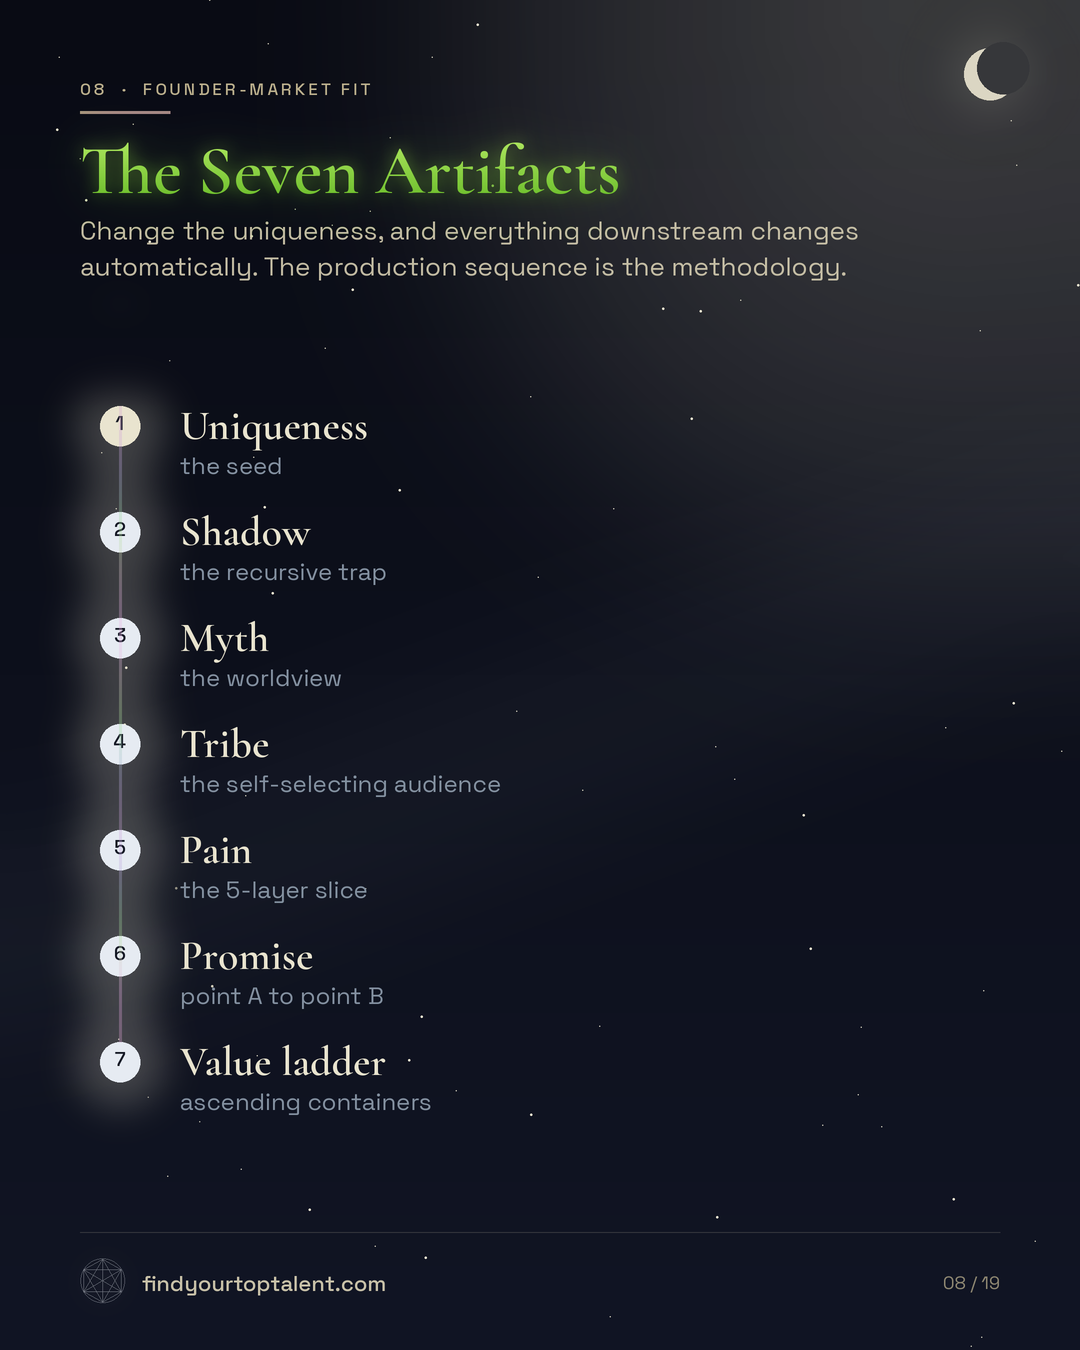 08 · FOUNDER-MARKET FIT
The Seven Artifacts
Change the uniqueness, and everything downstream changes
automatically. The production sequence is the methodology.
1
Uniqueness
the seed
2
Shadow
the recursive trap
3
Myth
the worldview
4
Tribe
the self-selecting audience
5
Pain
the 5-layer slice
6
Promise
point A to point B
7
Value ladder
ascending containers
findyourtoptalent.com
08 / 19